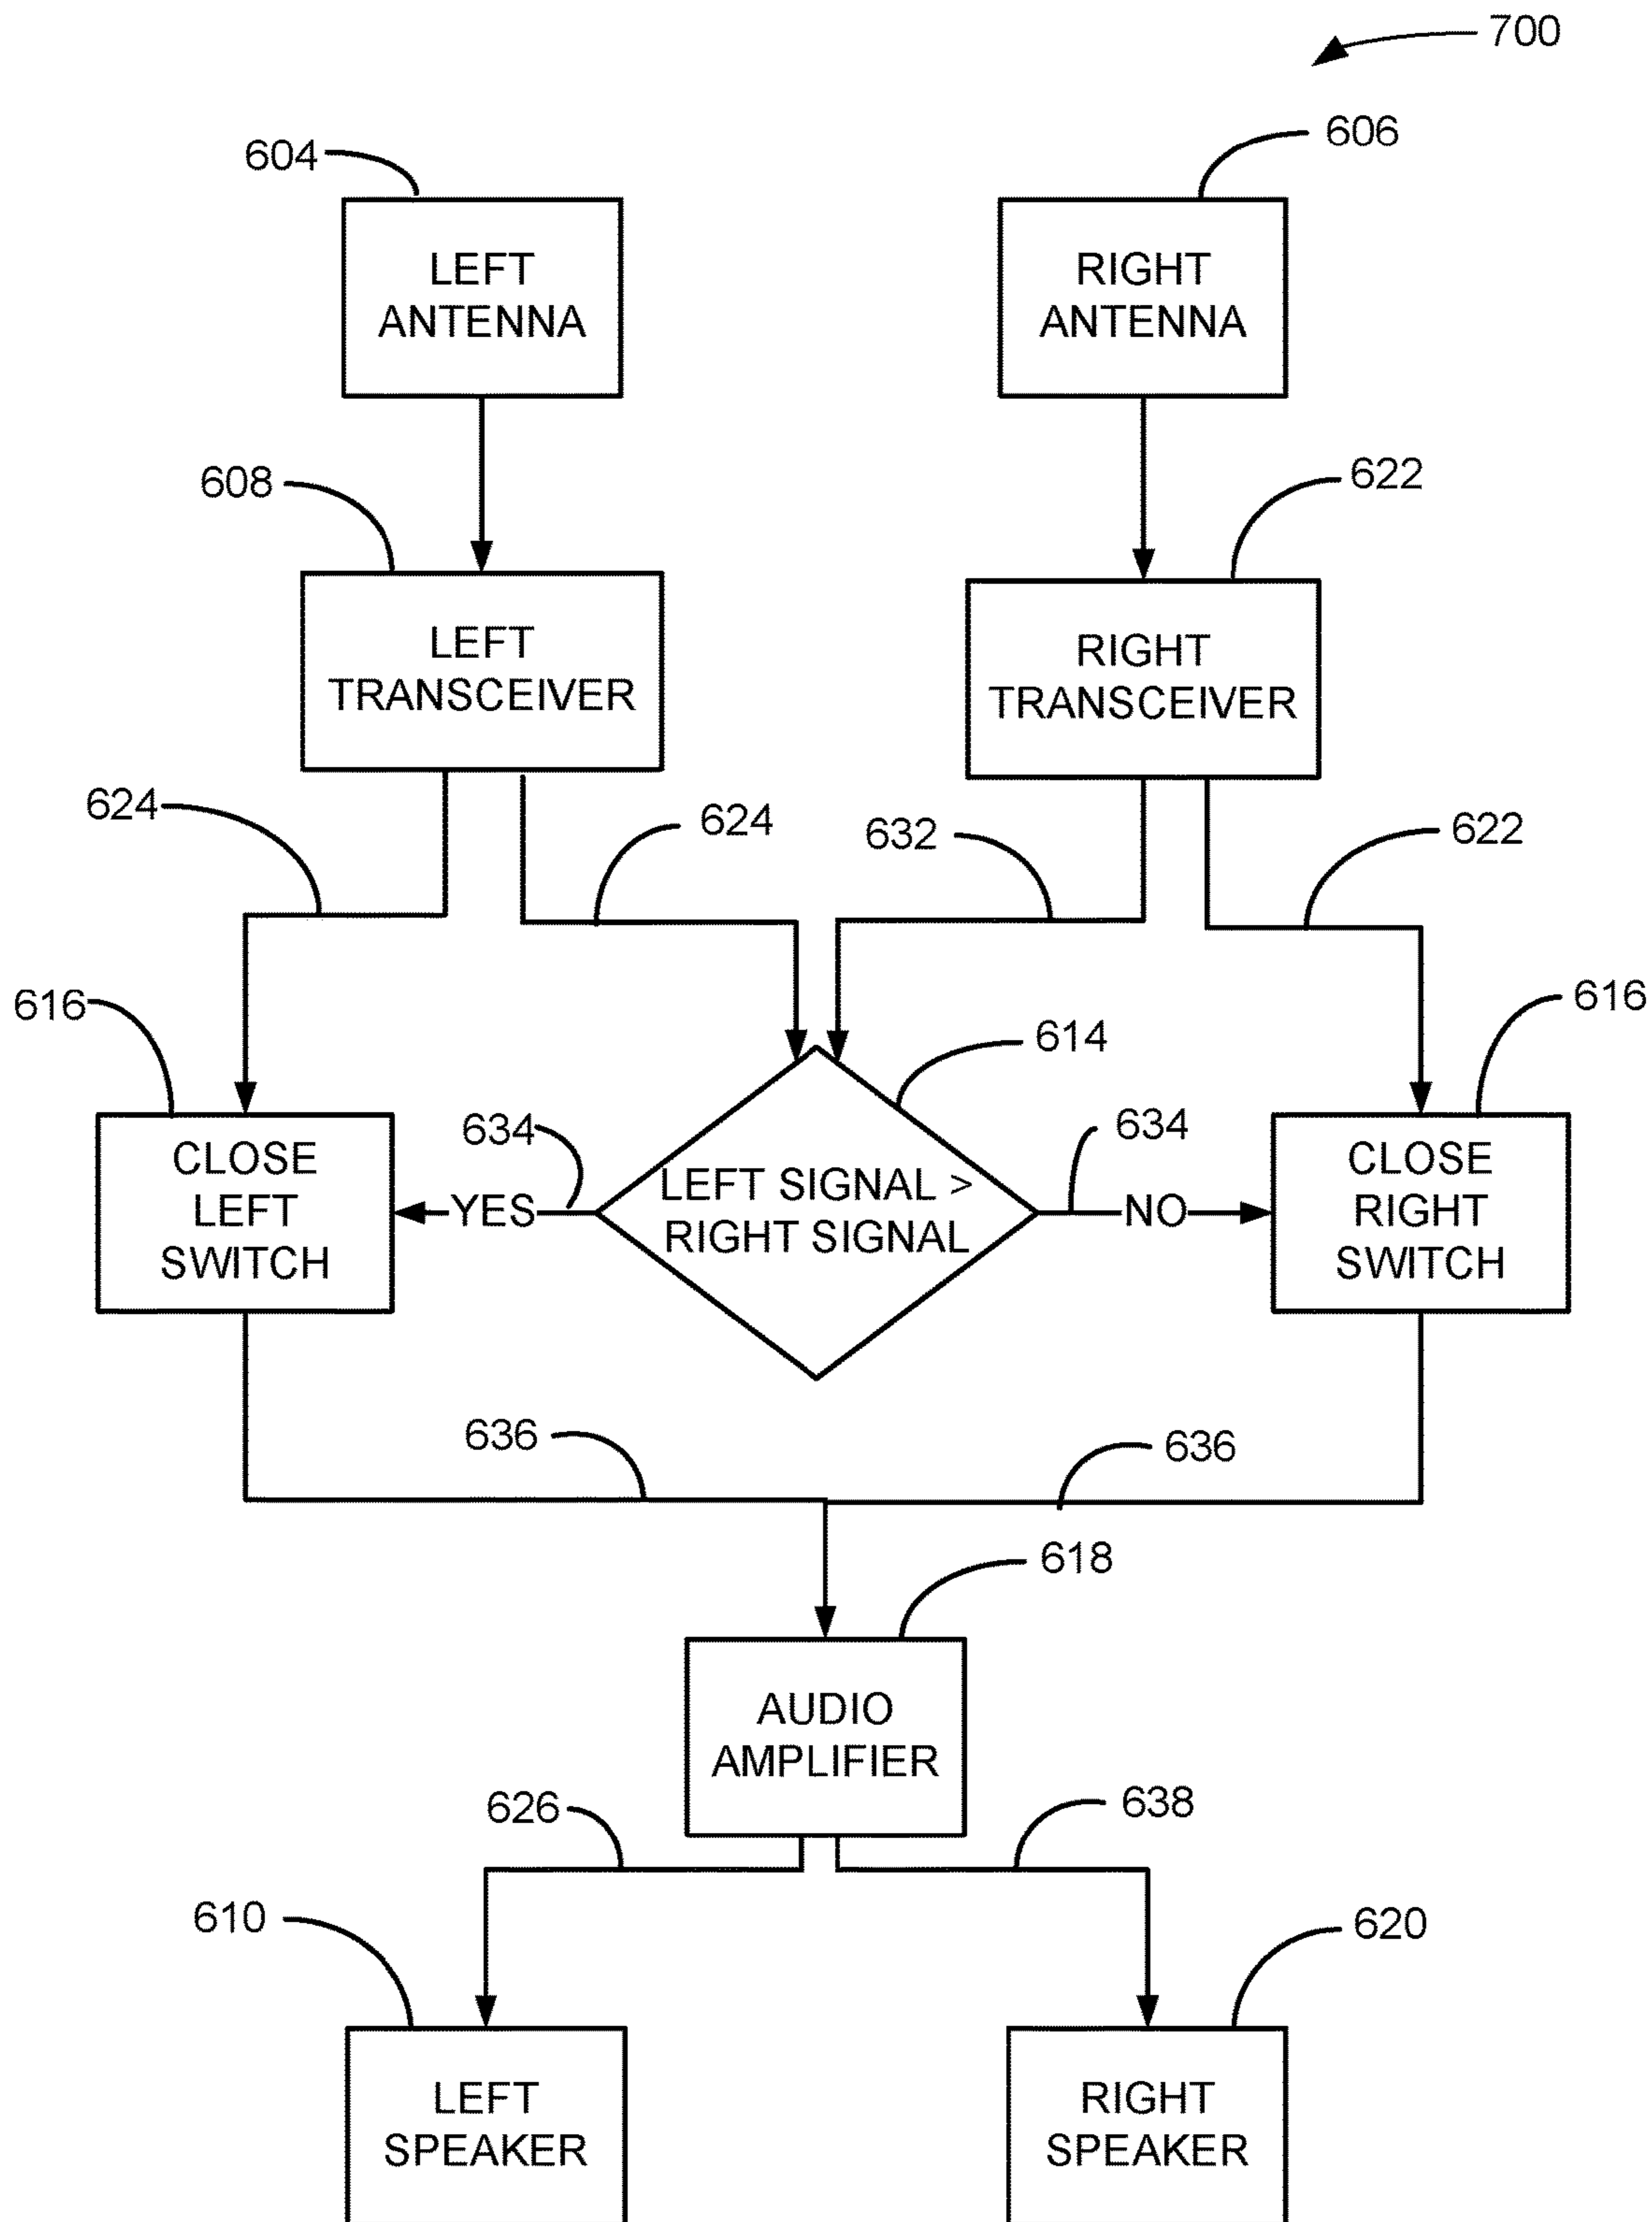 700
604
606
LEFT
ANTENNA
RIGHT
ANTENNA
608
622
LEFT
TRANSCEIVER
RIGHT
TRANSCEIVER
624
624
632
622
616
614
616
CLOSE
LEFT
SWITCH
634
YES
LEFT SIGNAL >
RIGHT SIGNAL
634
NO
CLOSE
RIGHT
SWITCH
636
636
618
AUDIO
AMPLIFIER
626
638
610
620
LEFT
SPEAKER
RIGHT
SPEAKER